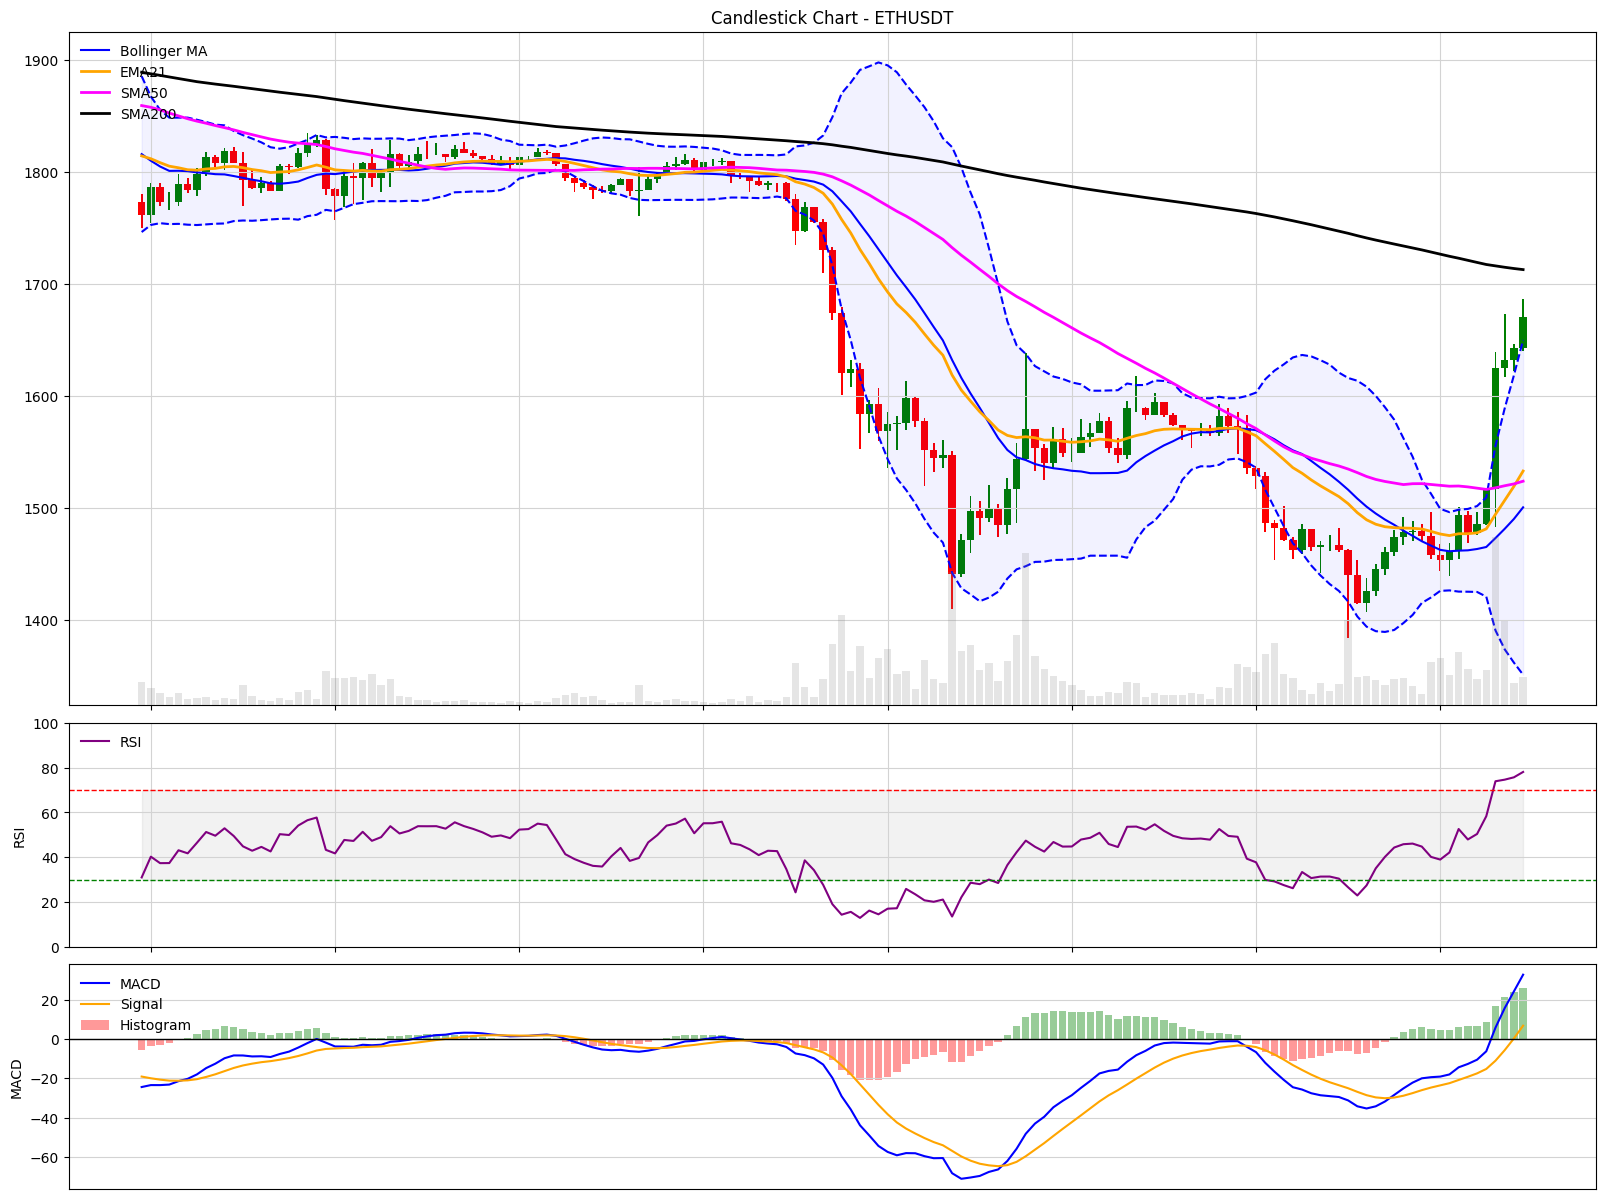 Candlestick Chart - ETHUSDT
Bollinger MA
EMA21
SMA50
SMA200
1900
1800
1700
1600
1500
1400
RSI
100
80
60
40
20
0
RSI
MACD
Signal
Histogram
20
0
−20
−40
−60
MACD